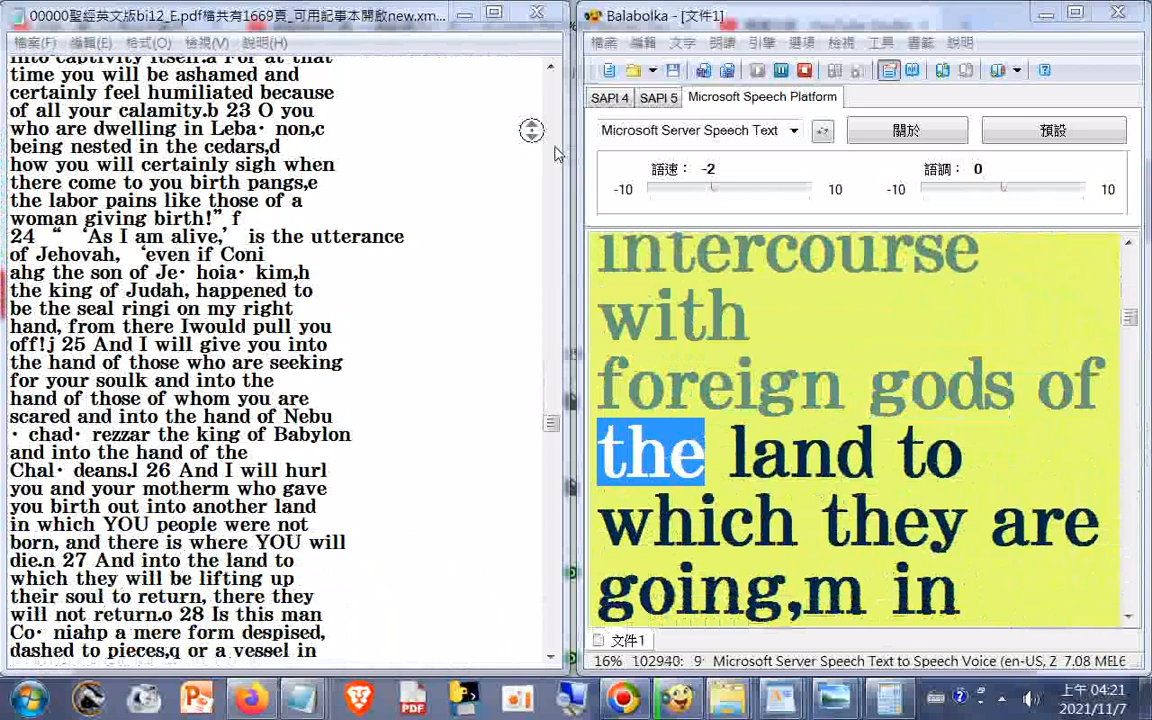 00000聖經英文版bi12_E.pdf檔共有1669頁_可用記事本開啟new.xm...
檔案(F) 編輯(E) 格式(O) 檢視(V) 說明(H)
into captivity itself.a For at that
time you will be ashamed and
certainly feel humiliated because
of all your calamity.b 23 O you
who are dwelling in Leba· non,c
being nested in the cedars,d
how you will certainly sigh when
there come to you birth pangs,e
the labor pains like those of a
woman giving birth!” f
24 “ ‘As I am alive,’ is the utterance
of Jehovah, ‘even if Coni
ahg the son of Je· hoia· kim,h
the king of Judah, happened to
be the seal ringi on my right
hand, from there Iwould pull you
off!j 25 And I will give you into
the hand of those who are seeking
for your soulk and into the
hand of those of whom you are
scared and into the hand of Nebu
· chad· rezzar the king of Babylon
and into the hand of the
Chal· deans.l 26 And I will hurl
you and your motherm who gave
you birth out into another land
in which YOU people were not
born, and there is where YOU will
die.n 27 And into the land to
which they will be lifting up
their soul to return, there they
will not return.o 28 Is this man
Co· niahp a mere form despised,
dashed to pieces,q or a vessel in
Balabolka - [文件1]
檔案 編輯 文字 朗讀 引擎 選項 檢視 工具 書籤 說明
SAPI 4 SAPI 5 Microsoft Speech Platform
Microsoft Server Speech Text 關於 預設
語速： -2 語調： 0
-10 10 -10 10
intercourse
with
foreign gods of
the land to
which they are
going,m in
文件1
16% 102940: 9 Microsoft Server Speech Text to Speech Voice (en-US, Z 7.08 МЕБ
PDF
上午 04:21
2021/11/7